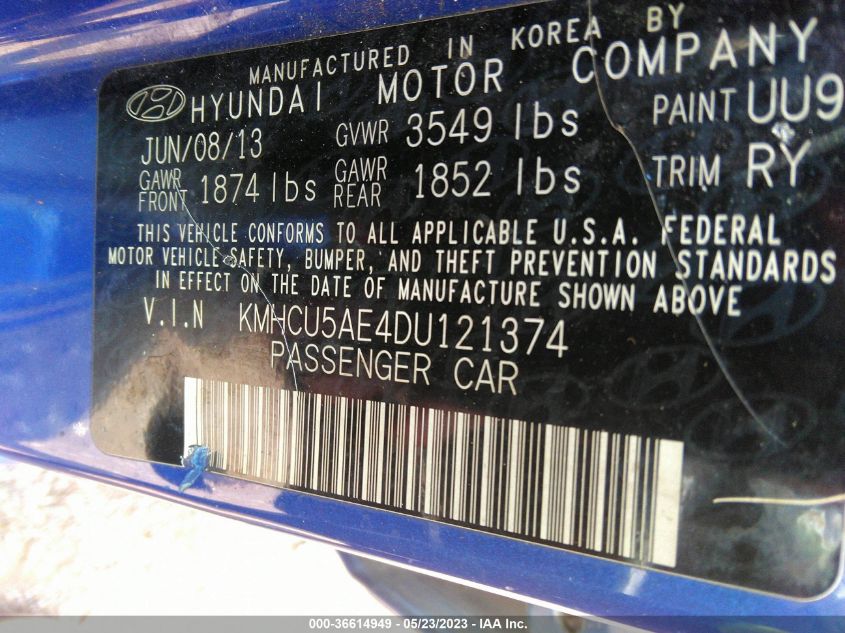 MANUFACTURED IN KOREA BY
HYUNDAI MOTOR COMPANY
JUN/08/13 GVWR 3549 lbs PAINT UU9
GAWR FRONT 1874 lbs GAWR REAR 1852 lbs TRIM RY
THIS VEHICLE CONFORMS TO ALL APPLICABLE U.S.A. FEDERAL
MOTOR VEHICLE SAFETY, BUMPER, AND THEFT PREVENTION STANDARDS
IN EFFECT ON THE DATE OF MANUFACTURE SHOWN ABOVE
V.I.N KMHCU5AE4DU121374
PASSENGER CAR
000-36614949 - 05/23/2023 - IAA Inc.